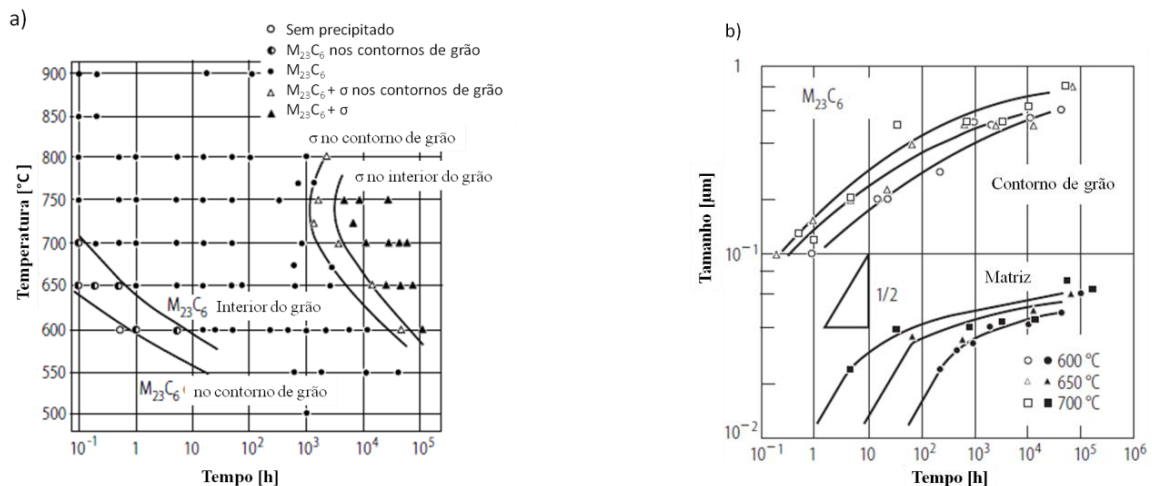 a)
Sem precipitado
M₂₃C₆ nos contornos de grão
M₂₃C₆
M₂₃C₆ + σ nos contornos de grão
M₂₃C₆ + σ
σ no contorno de grão
σ no interior do grão
M₂₃C₆ Interior do grão
M₂₃C₆ no contorno de grão
Temperatura [°C]
900
850
800
750
700
650
600
550
500
10⁻¹ 1 10 10² 10³ 10⁴ 10⁵
Tempo [h]
b)
M₂₃C₆
Contorno de grão
Matriz
1/2
600 °C
650 °C
700 °C
Tamanho [µm]
1
10⁻¹
10⁻²
10⁻¹ 1 10 10² 10³ 10⁴ 10⁵ 10⁶
Tempo [h]